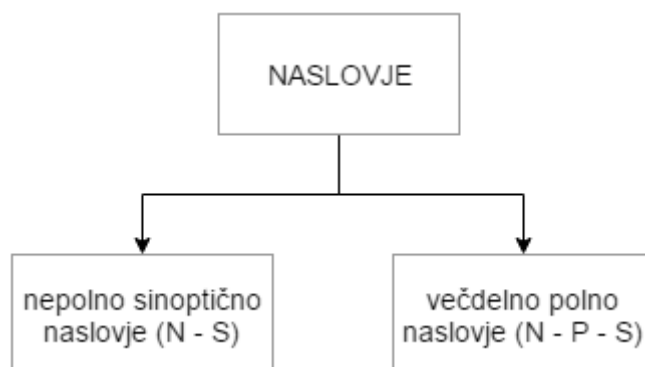 NASLOVJE
nepolno sinoptično
naslovje (N - S)
večdelno polno
naslovje (N - P - S)